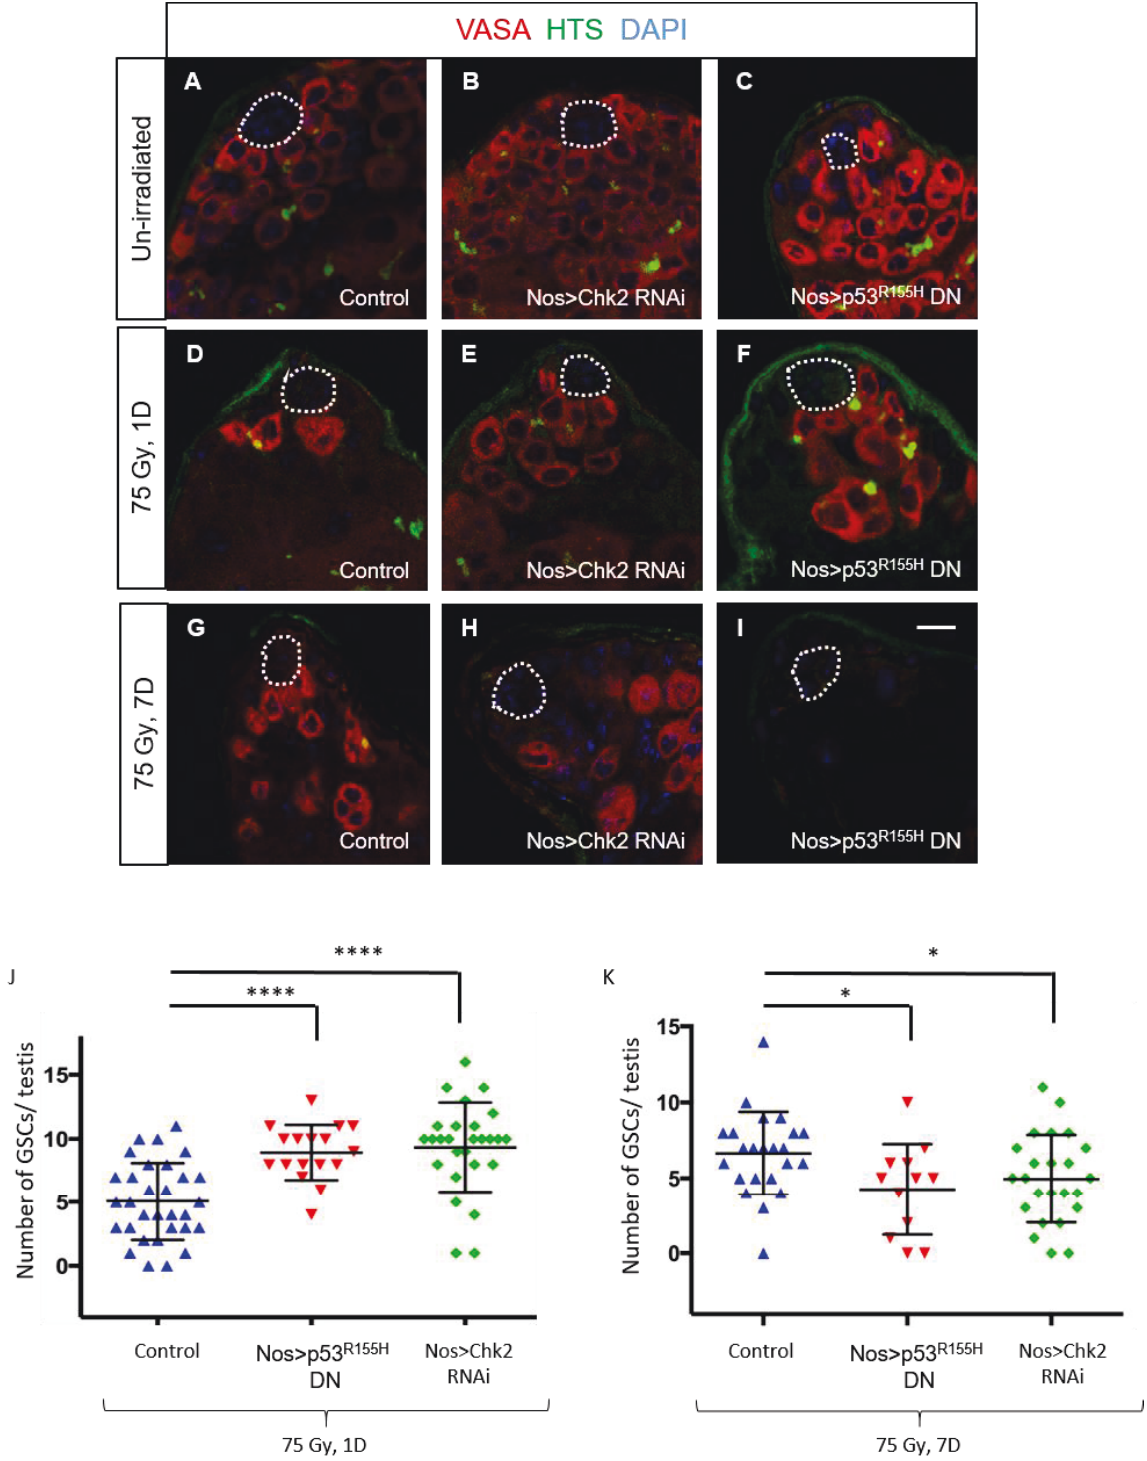 VASA HTS DAPI
Un-irradiated
A
Control
B
Nos>Chk2 RNAi
C
Nos>p53R155H DN
75 Gy, 1D
D
Control
E
Nos>Chk2 RNAi
F
Nos>p53R155H DN
75 Gy, 7D
G
Control
H
Nos>Chk2 RNAi
I
Nos>p53R155H DN
J
****
****
Number of GSCs/ testis
15
10
5
0
Control
Nos>p53R155H
DN
Nos>Chk2
RNAi
75 Gy, 1D
K
*
*
Number of GSCs/ testis
15
10
5
0
Control
Nos>p53R155H
DN
Nos>Chk2
RNAi
75 Gy, 7D